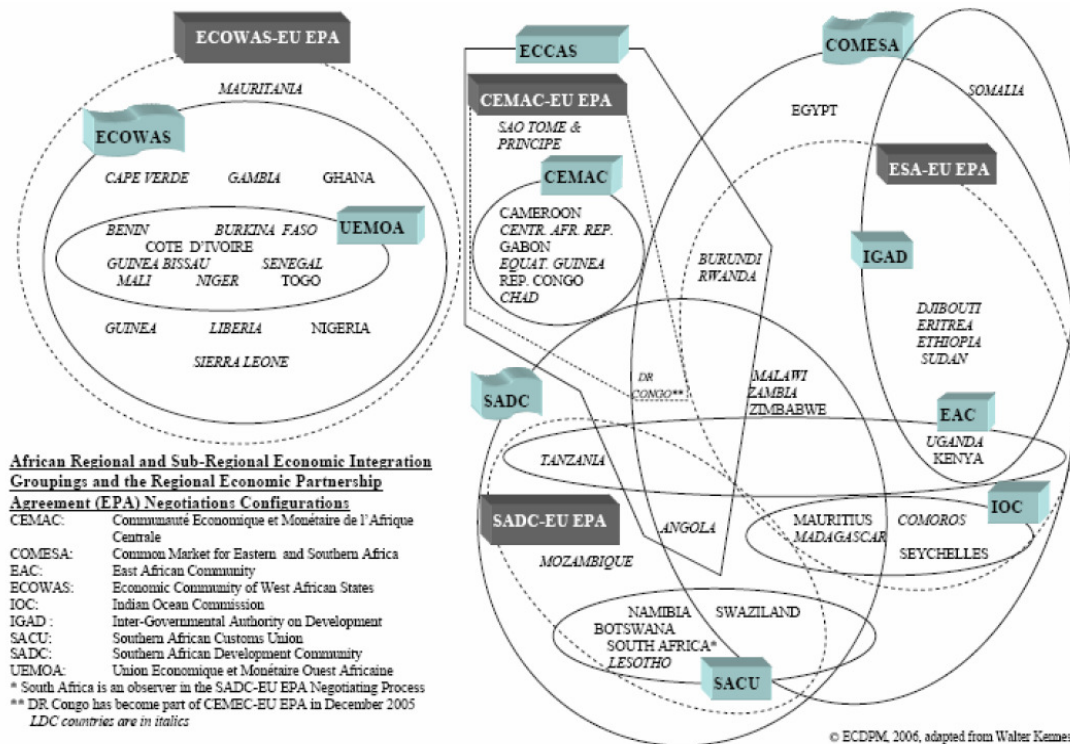 ECOWAS-EU EPA
MAURITANIA
ECOWAS
CAPE VERDE GAMBIA GHANA
UEMOA
BENIN BURKINA FASO
COTE D'IVOIRE
GUINEA BISSAU SENEGAL
MALI NIGER TOGO
GUINEA LIBERIA NIGERIA
SIERRA LEONE
ECCAS
CEMAC-EU EPA
SAO TOME &
PRINCIPE
CEMAC
CAMEROON
CENTR. AFR. REP.
GABON
EQUAT. GUINEA
REP. CONGO
CHAD
COMESA
SOMALIA
EGYPT
ESA-EU EPA
IGAD
BURUNDI
RWANDA
DJIBOUTI
ERITREA
ETHIOPIA
SUDAN
DR
CONGO**
MALAWI
ZAMBIA
ZIMBABWE
SADC
EAC
UGANDA
KENYA
TANZANIA
IOC
SADC-EU EPA
ANGOLA
MAURITIUS COMOROS
MADAGASCAR
SEYCHELLES
MOZAMBIQUE
NAMIBIA SWAZILAND
BOTSWANA
SOUTH AFRICA*
LESOTHO
SACU
African Regional and Sub-Regional Economic Integration
Groupings and the Regional Economic Partnership
Agreement (EPA) Negotiations Configurations
CEMAC: Communauté Economique et Monétaire de l'Afrique
Centrale
COMESA: Common Market for Eastern and Southern Africa
EAC: East African Community
ECOWAS: Economic Community of West African States
IOC: Indian Ocean Commission
IGAD : Inter-Governmental Authority on Development
SACU: Southern African Customs Union
SADC: Southern African Development Community
UEMOA: Union Economique et Monétaire Ouest Africaine
* South Africa is an observer in the SADC-EU EPA Negotiating Process
** DR Congo has become part of CEMEC-EU EPA in December 2005
LDC countries are in italics
© ECDPM, 2006, adapted from Walter Kennes